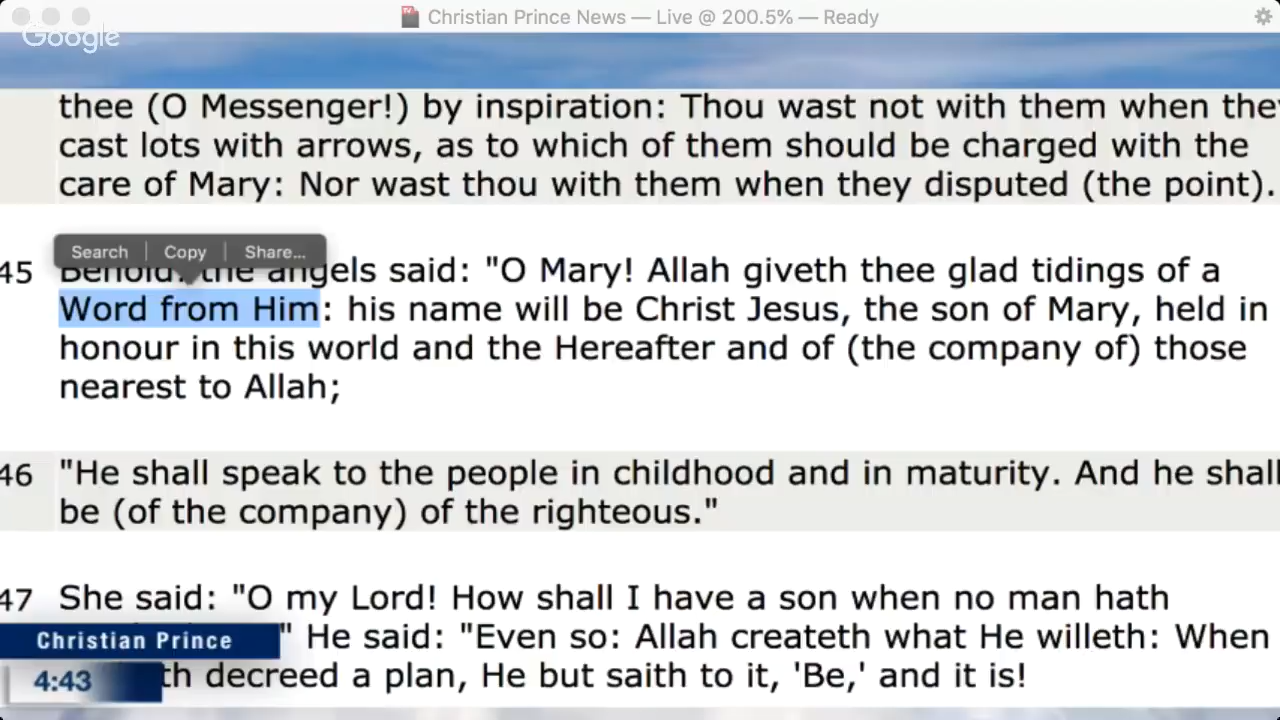 Christian Prince News — Live @ 200.5% — Ready
Google
thee (O Messenger!) by inspiration: Thou wast not with them when they
cast lots with arrows, as to which of them should be charged with the
care of Mary: Nor wast thou with them when they disputed (the point).
Search | Copy | Share...
45 Behold! the angels said: "O Mary! Allah giveth thee glad tidings of a
Word from Him: his name will be Christ Jesus, the son of Mary, held in
honour in this world and the Hereafter and of (the company of) those
nearest to Allah;
46 "He shall speak to the people in childhood and in maturity. And he shall
be (of the company) of the righteous."
47 She said: "O my Lord! How shall I have a son when no man hath
" He said: "Even so: Allah createth what He willeth: When
th decreed a plan, He but saith to it, 'Be,' and it is!
Christian Prince
4:43